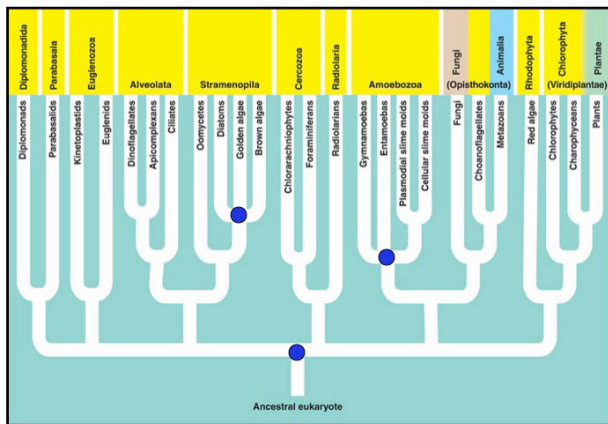 Diplomonadida
Parabasala
Euglenozoa
Alveolata
Stramenopila
Cercozoa
Radiolaria
Amoebozoa
Fungi
(Opisthokonta)
Animalia
Rhodophyta
Chlorophyta
(Viridiplantae)
Plantae
Diplomonads
Parabasalids
Kinetoplastids
Euglenids
Dinoflagellates
Apicomplexans
Ciliates
Oomycetes
Diatoms
Golden algae
Brown algae
Chlorarachniophytes
Foraminiferans
Radiolarians
Gymnamoebas
Entamoebas
Plasmodial slime molds
Cellular slime molds
Fungi
Choanoflagellates
Metazoans
Red algae
Chlorophytes
Charophyceans
Plants
Ancestral eukaryote